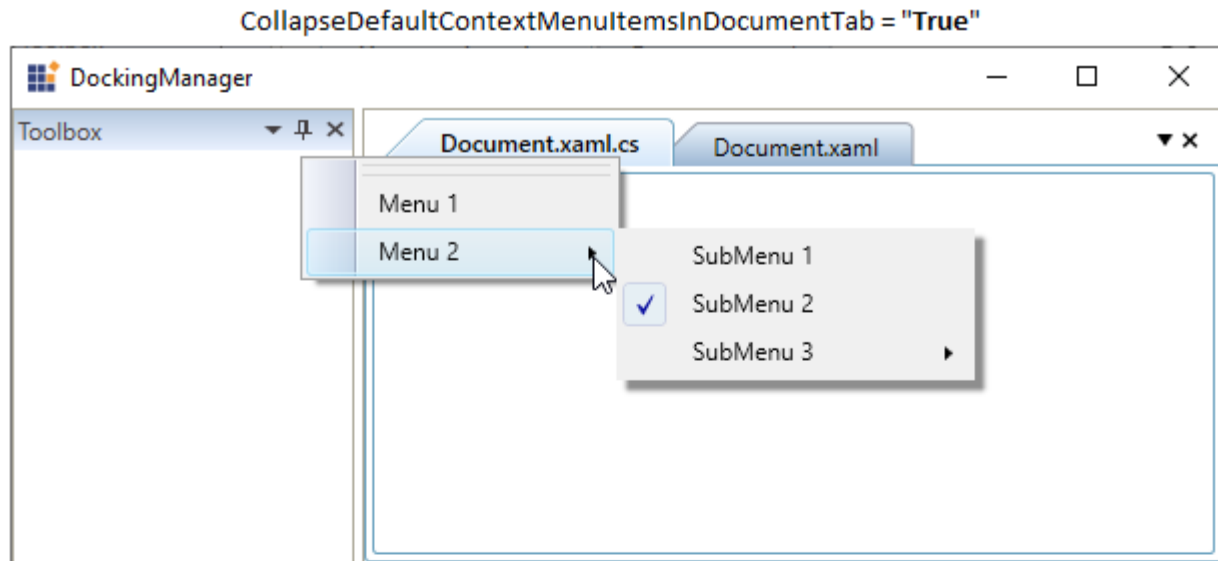 CollapseDefaultContextMenuItemsInDocumentTab = "True"
DockingManager
Toolbox
Document.xaml.cs
Document.xaml
Menu 1
Menu 2
SubMenu 1
SubMenu 2
SubMenu 3